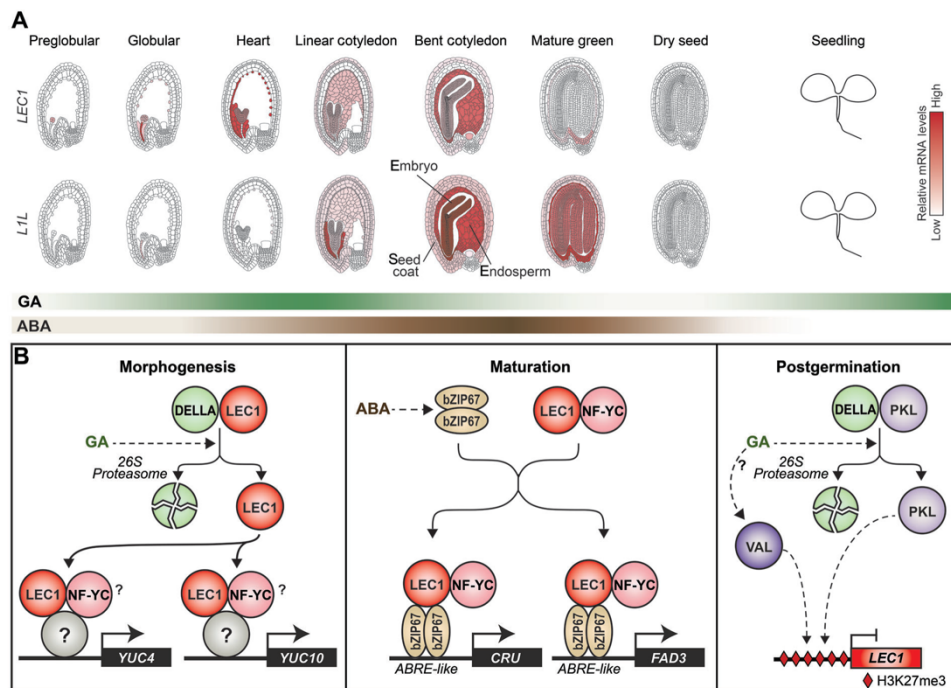 A
Preglobular Globular Heart Linear cotyledon Bent cotyledon Mature green Dry seed Seedling
LEC1
L1L
Embryo
Seed coat
Endosperm
High
Relative mRNA levels
Low
GA
ABA
B
Morphogenesis
DELLA LEC1
GA
26S
Proteasome
LEC1
LEC1 NF-YC ?
LEC1 NF-YC ?
? ?
YUC4 YUC10
Maturation
ABA bZIP67
bZIP67
LEC1 NF-YC
LEC1 NF-YC
LEC1 NF-YC
bZIP67 bZIP67
bZIP67 bZIP67
ABRE-like CRU
ABRE-like FAD3
Postgermination
DELLA PKL
GA
?
26S
Proteasome
PKL
VAL
LEC1
H3K27me3